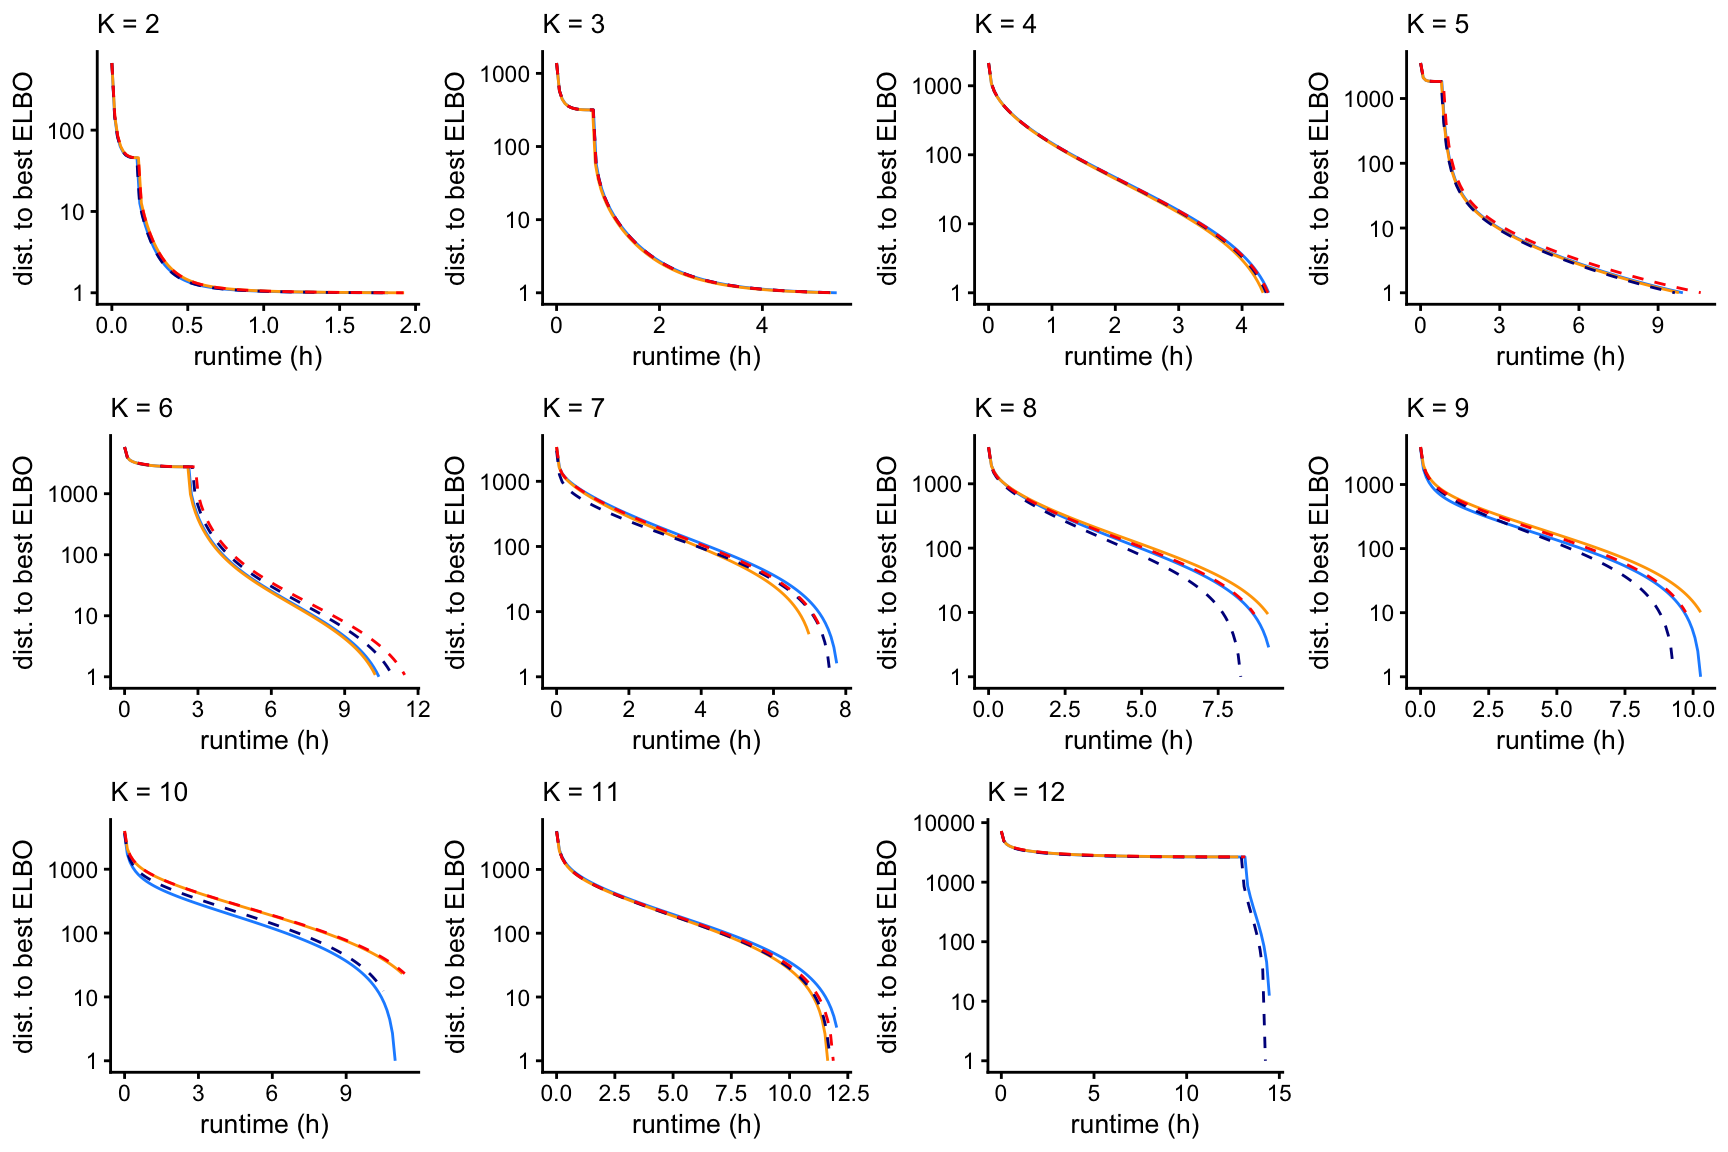 K = 2
dist. to best ELBO
100
10
1
0.0 0.5 1.0 1.5 2.0
runtime (h)
K = 3
dist. to best ELBO
1000
100
10
1
0 2 4
runtime (h)
K = 4
dist. to best ELBO
1000
100
10
1
0 1 2 3 4
runtime (h)
K = 5
dist. to best ELBO
1000
100
10
1
0 3 6 9
runtime (h)
K = 6
dist. to best ELBO
1000
100
10
1
0 3 6 9 12
runtime (h)
K = 7
dist. to best ELBO
1000
100
10
1
0 2 4 6 8
runtime (h)
K = 8
dist. to best ELBO
1000
100
10
1
0.0 2.5 5.0 7.5
runtime (h)
K = 9
dist. to best ELBO
1000
100
10
1
0.0 2.5 5.0 7.5 10.0
runtime (h)
K = 10
dist. to best ELBO
1000
100
10
1
0 3 6 9
runtime (h)
K = 11
dist. to best ELBO
1000
100
10
1
0.0 2.5 5.0 7.5 10.0 12.5
runtime (h)
K = 12
dist. to best ELBO
10000
1000
100
10
1
0 5 10 15
runtime (h)